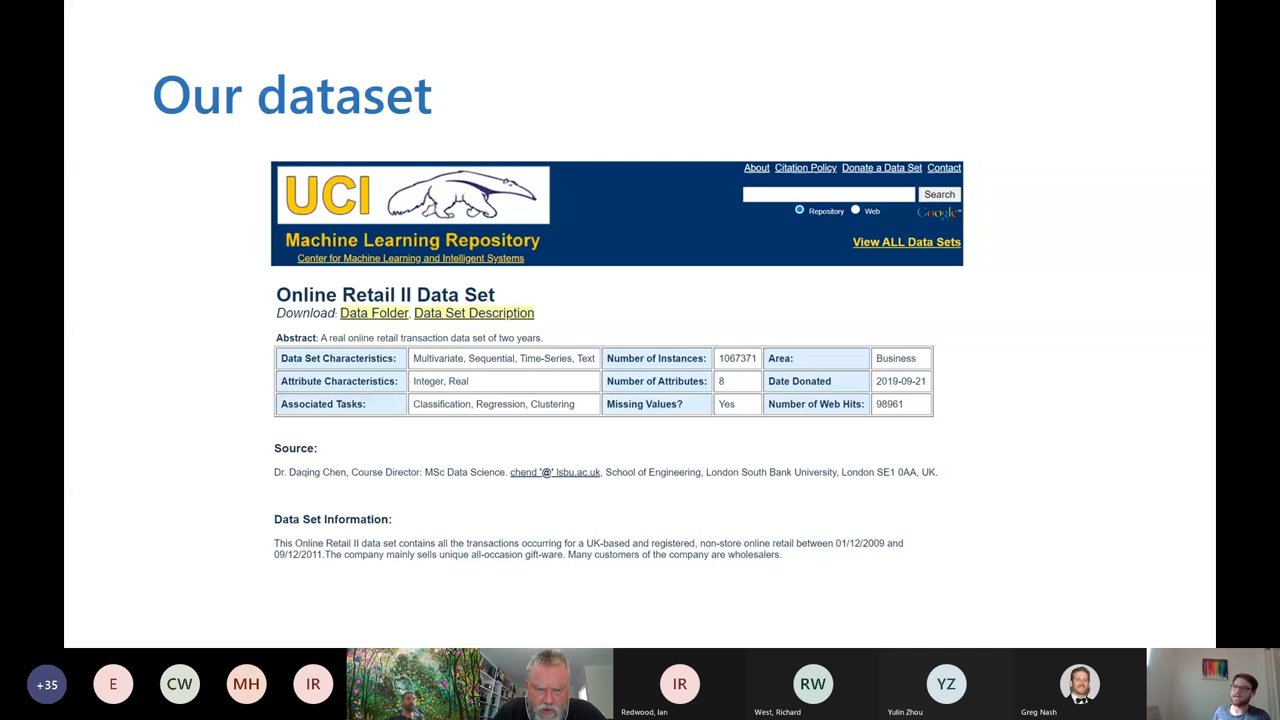 Our dataset
UCI
About Citation Policy Donate a Data Set Contact
Search
Repository Web Google™
Machine Learning Repository
View ALL Data Sets
Center for Machine Learning and Intelligent Systems
Online Retail II Data Set
Download: Data Folder, Data Set Description
Abstract: A real online retail transaction data set of two years.
Data Set Characteristics: Multivariate, Sequential, Time-Series, Text Number of Instances: 1067371 Area: Business
Attribute Characteristics: Integer, Real Number of Attributes: 8 Date Donated 2019-09-21
Associated Tasks: Classification, Regression, Clustering Missing Values? Yes Number of Web Hits: 98961
Source:
Dr. Daqing Chen, Course Director: MSc Data Science. chend '@' lsbu.ac.uk, School of Engineering, London South Bank University, London SE1 0AA, UK.
Data Set Information:
This Online Retail II data set contains all the transactions occurring for a UK-based and registered, non-store online retail between 01/12/2009 and
09/12/2011.The company mainly sells unique all-occasion gift-ware. Many customers of the company are wholesalers.
+35 E CW MH IR IR RW YZ
Redwood, Ian West, Richard Yulin Zhou Greg Nash